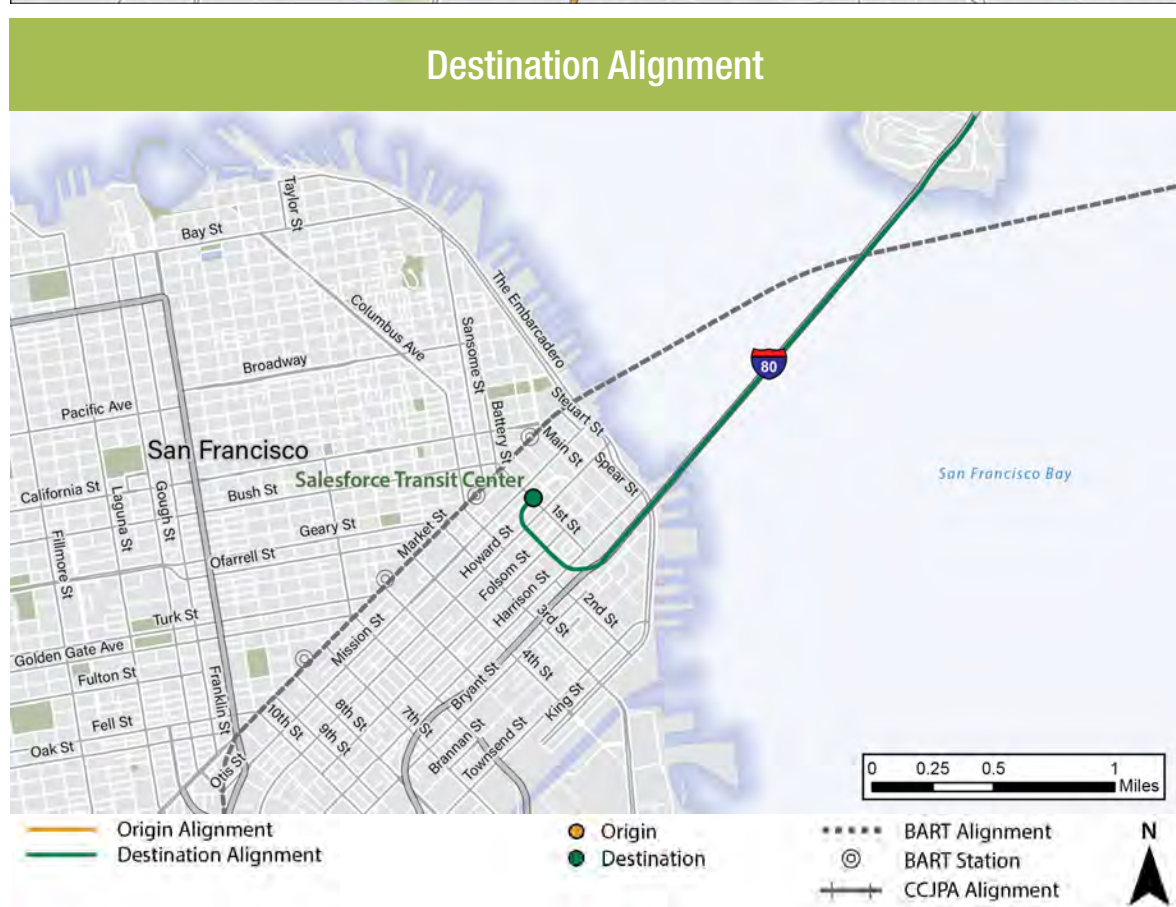 Destination Alignment
Taylor St
Bay St
The Embarcadero
Columbus Ave
Sansome St
Broadway
80
Pacific Ave
Battery St
Steuart St
San Francisco
Main St
Spear St
San Francisco Bay
Salesforce Transit Center
California St
Laguna St
Gough St
Bush St
1st St
Fillmore St
Geary St
Market St
Howard St
Ofarrell St
Folsom St
Harrison St
2nd St
3rd St
Turk St
Mission St
Golden Gate Ave
Fulton St
Franklin St
4th St
Bryant St
King St
Fell St
10th St
8th St
9th St
7th St
Brannan St
Townsend St
Oak St
Otis St
0 0.25 0.5 1
Miles
Origin Alignment
Destination Alignment
Origin
Destination
BART Alignment
BART Station
CCJPA Alignment
N